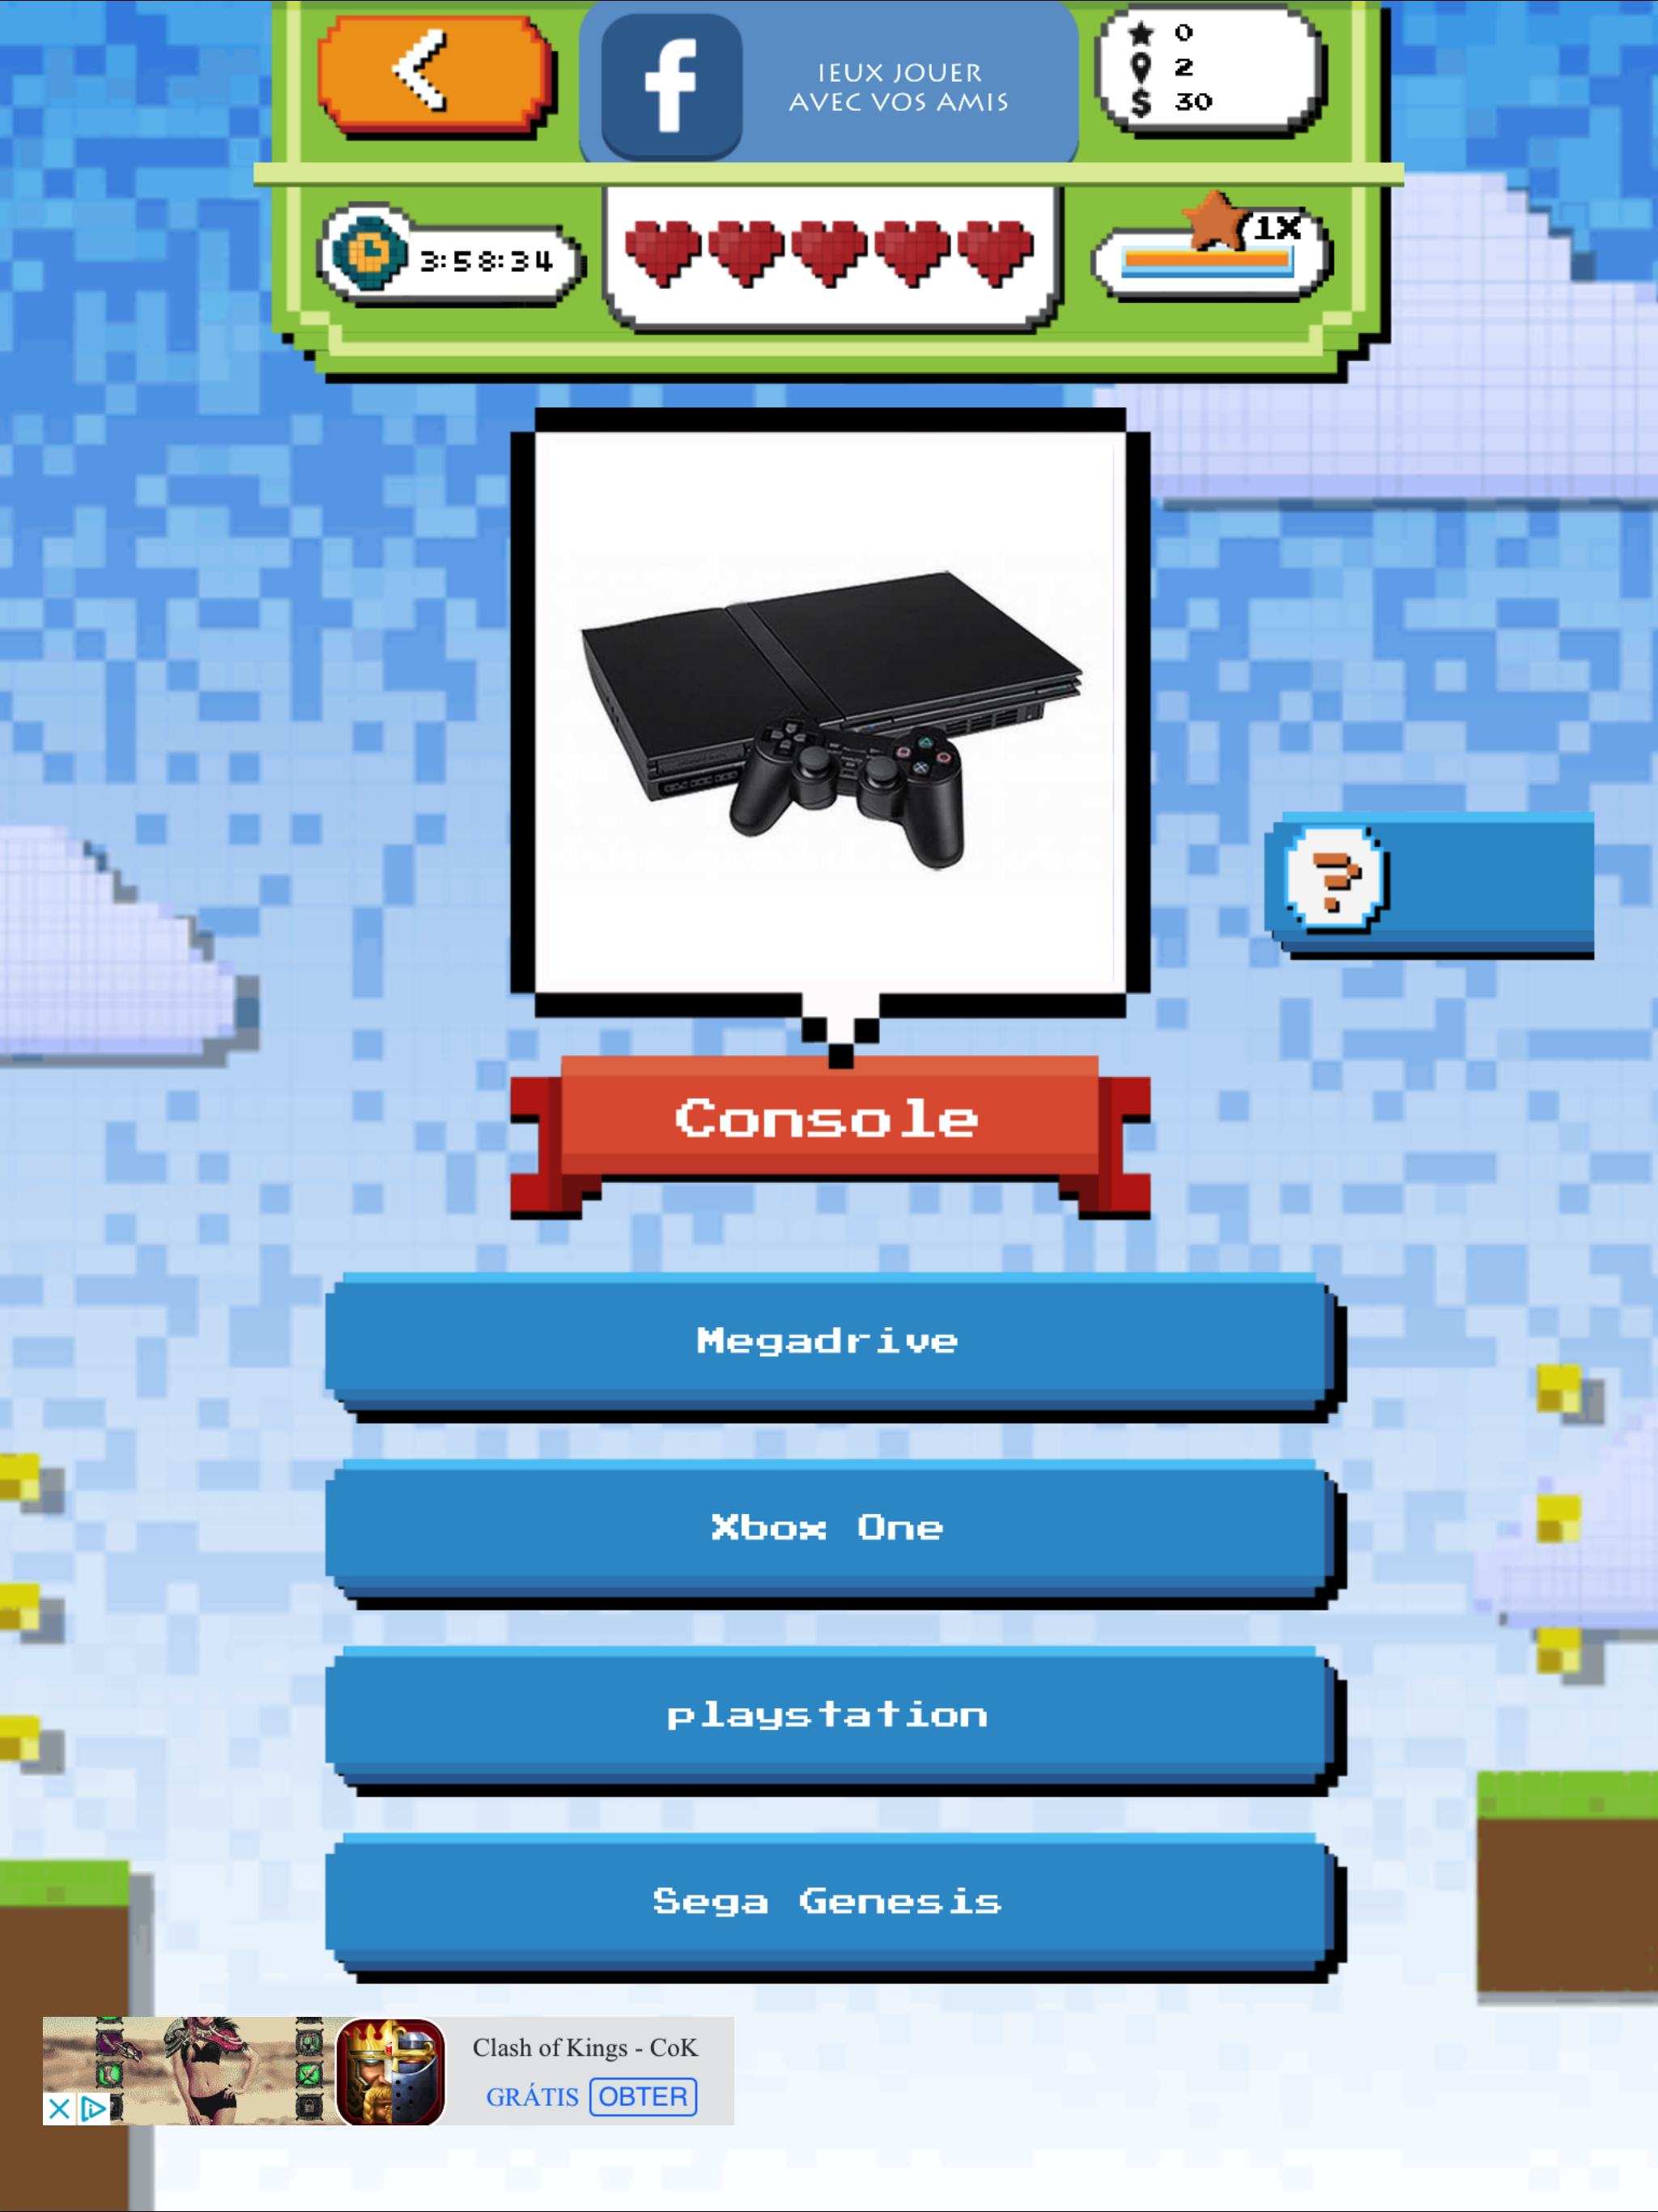 IEUX JOUER
AVEC VOS AMIS
0
2
$ 30
3:58:34
1X
?
Console
Megadrive
Xbox One
playstation
Sega Genesis
Clash of Kings - CoK
GRÁTIS OBTER